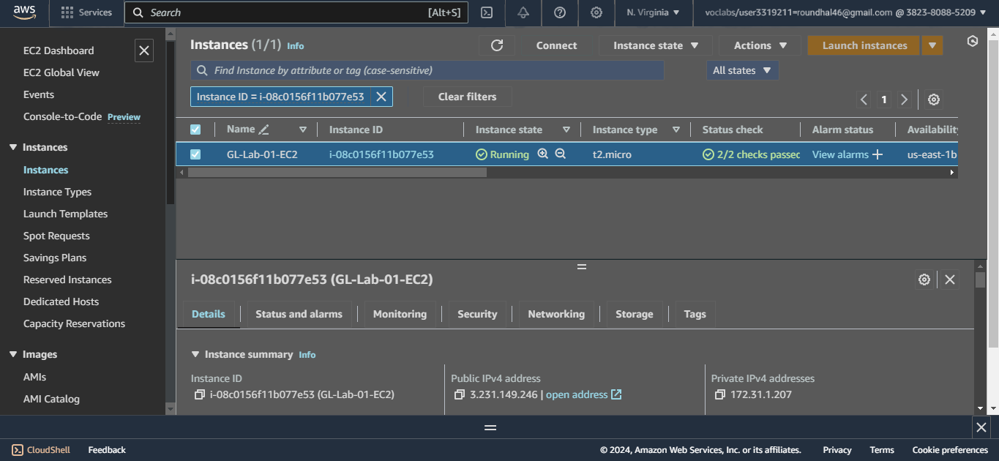 aws Services Search [Alt+S] N. Virginia voclabs/user3319211=roundhal46@gmail.com @ 3823-8088-5209
EC2 Dashboard
EC2 Global View
Events
Console-to-Code Preview
Instances
Instances
Instance Types
Launch Templates
Spot Requests
Savings Plans
Reserved Instances
Dedicated Hosts
Capacity Reservations
Images
AMIs
AMI Catalog
Instances (1/1) Info Connect Instance state Actions Launch instances
Find Instance by attribute or tag (case-sensitive) All states
Instance ID = i-08c0156f11b077e53 Clear filters
1
Name Instance ID Instance state Instance type Status check Alarm status Availability
GL-Lab-01-EC2 i-08c0156f11b077e53 Running t2.micro 2/2 checks passec View alarms us-east-1b
i-08c0156f11b077e53 (GL-Lab-01-EC2)
Details Status and alarms Monitoring Security Networking Storage Tags
Instance summary Info
Instance ID Public IPv4 address Private IPv4 addresses
i-08c0156f11b077e53 (GL-Lab-01-EC2) 3.231.149.246 | open address 172.31.1.207
CloudShell Feedback © 2024, Amazon Web Services, Inc. or its affiliates. Privacy Terms Cookie preferences